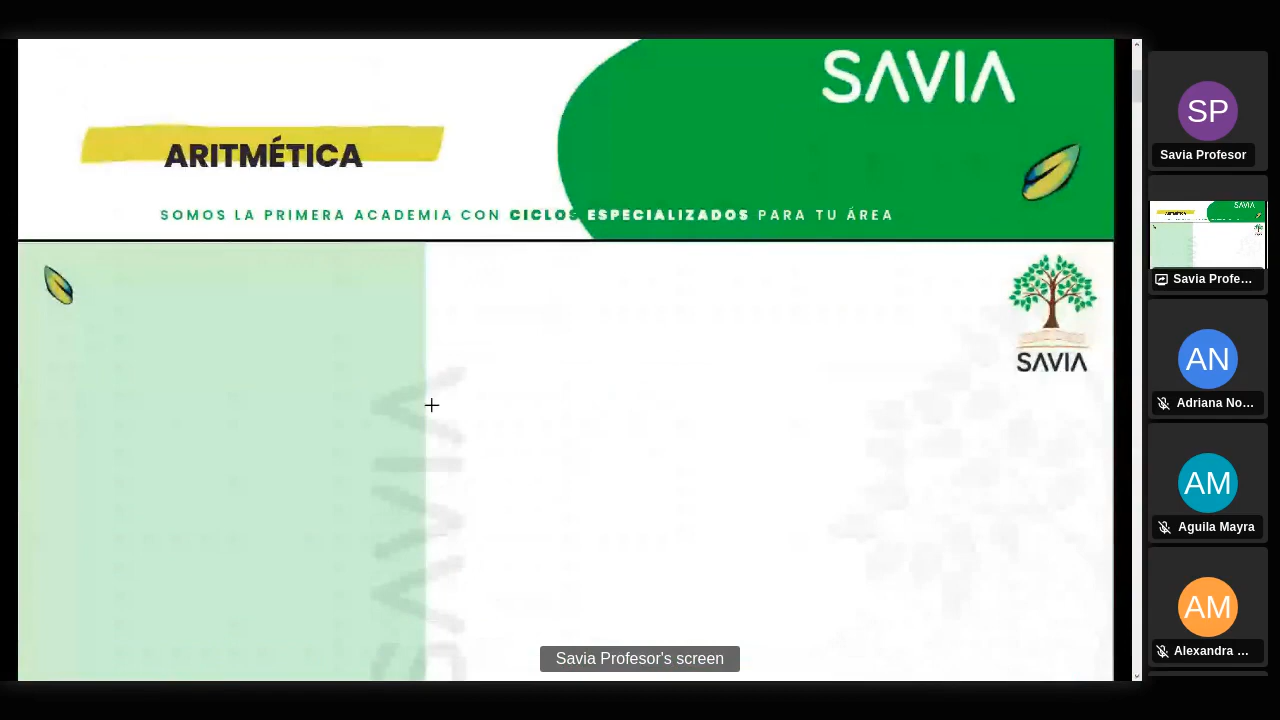 SAVIA
ARITMÉTICA
SOMOS LA PRIMERA ACADEMIA CON CICLOS ESPECIALIZADOS PARA TU ÁREA
SAVIA
SAVIA
Savia Profesor's screen
SP
Savia Profesor
Savia Profe...
AN
Adriana No...
AM
Aguila Mayra
AM
Alexandra ...